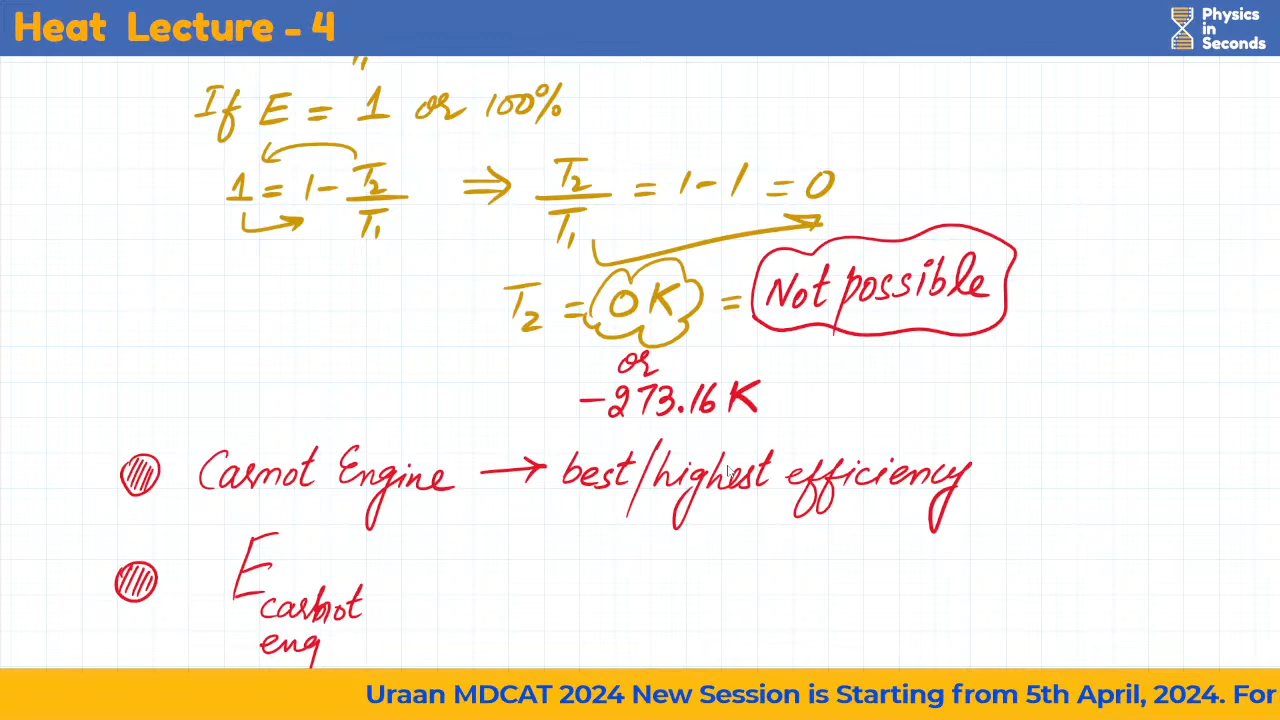 Heat Lecture - 4
Physics
in
Seconds
If E = 1 or 100%
1 = 1 - T₂/T₁ ⇒ T₂/T₁ = 1 - 1 = 0
T₂ = 0 K = Not possible
or
-273.16 K
Carnot Engine → best/highest efficiency
E carnot
eng
Uraan MDCAT 2024 New Session is Starting from 5th April, 2024. For